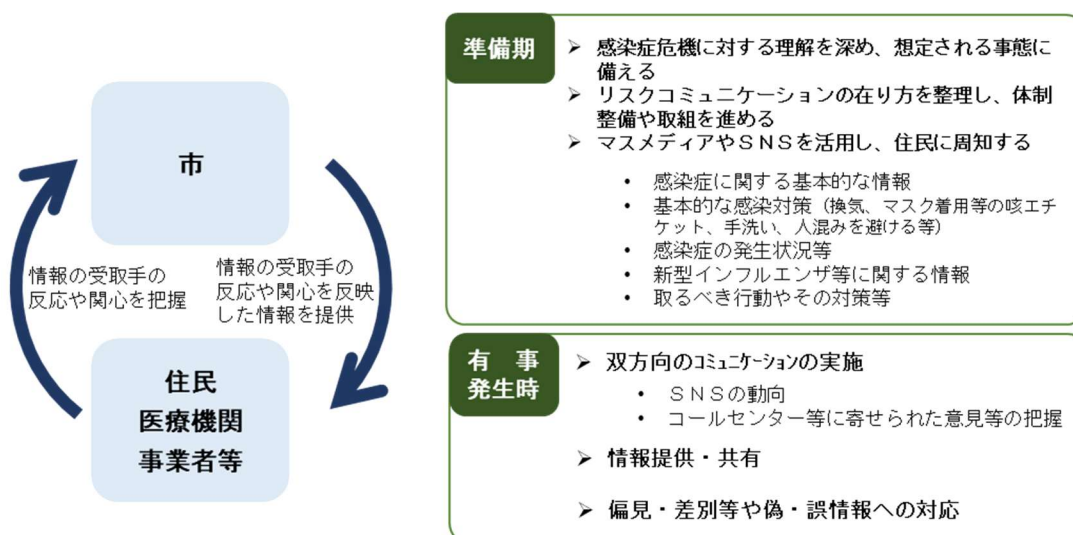 市
情報の受取手の
反応や関心を把握
情報の受取手の
反応や関心を反映
した情報を提供
住民
医療機関
事業者等
準備期
➢ 感染症危機に対する理解を深め、想定される事態に
備える
➢ リスクコミュニケーションの在り方を整理し、体制
整備や取組を進める
➢ マスメディアやＳＮＳを活用し、住民に周知する
• 感染症に関する基本的な情報
• 基本的な感染対策（換気、マスク着用等の咳エチ
ケット、手洗い、人混みを避ける等）
• 感染症の発生状況等
• 新型インフルエンザ等に関する情報
• 取るべき行動やその対策等
有　事
発生時
➢ 双方向のｺﾐｭﾆｹｰｼｮﾝの実施
• ＳＮＳの動向
• コールセンター等に寄せられた意見等の把握
➢ 情報提供・共有
➢ 偏見・差別等や偽・誤情報への対応